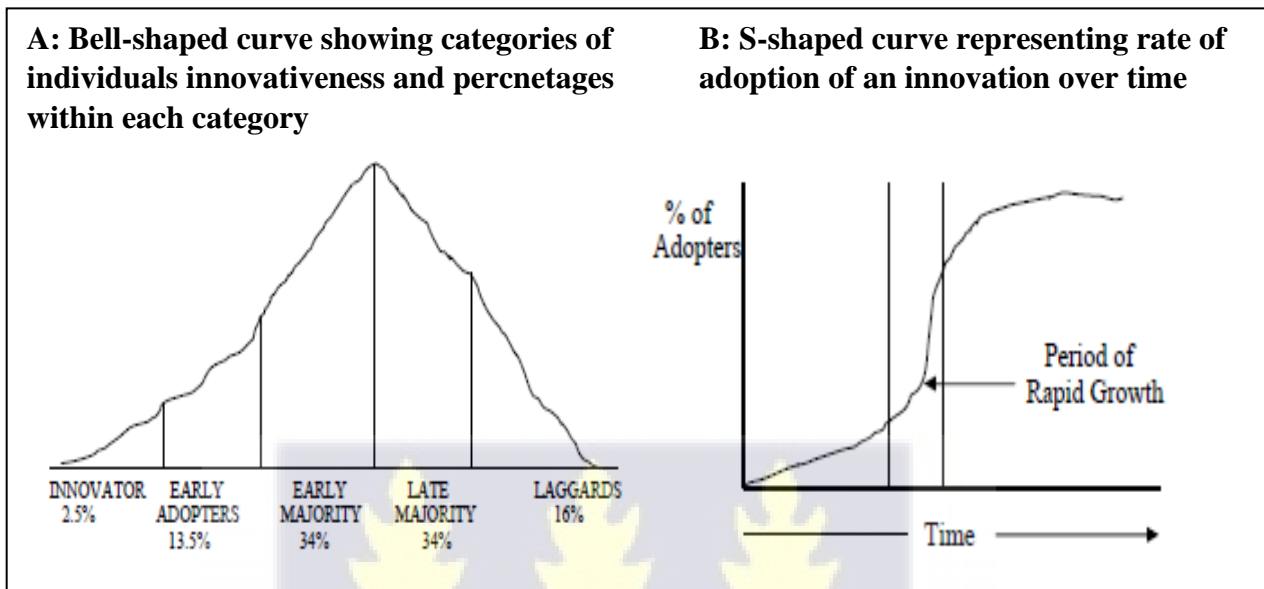 A: Bell-shaped curve showing categories of
individuals innovativeness and percnetages
within each category
B: S-shaped curve representing rate of
adoption of an innovation over time
INNOVATOR
2.5%
EARLY
ADOPTERS
13.5%
EARLY
MAJORITY
34%
LATE
MAJORITY
34%
LAGGARDS
16%
% of
Adopters
Period of
Rapid Growth
Time